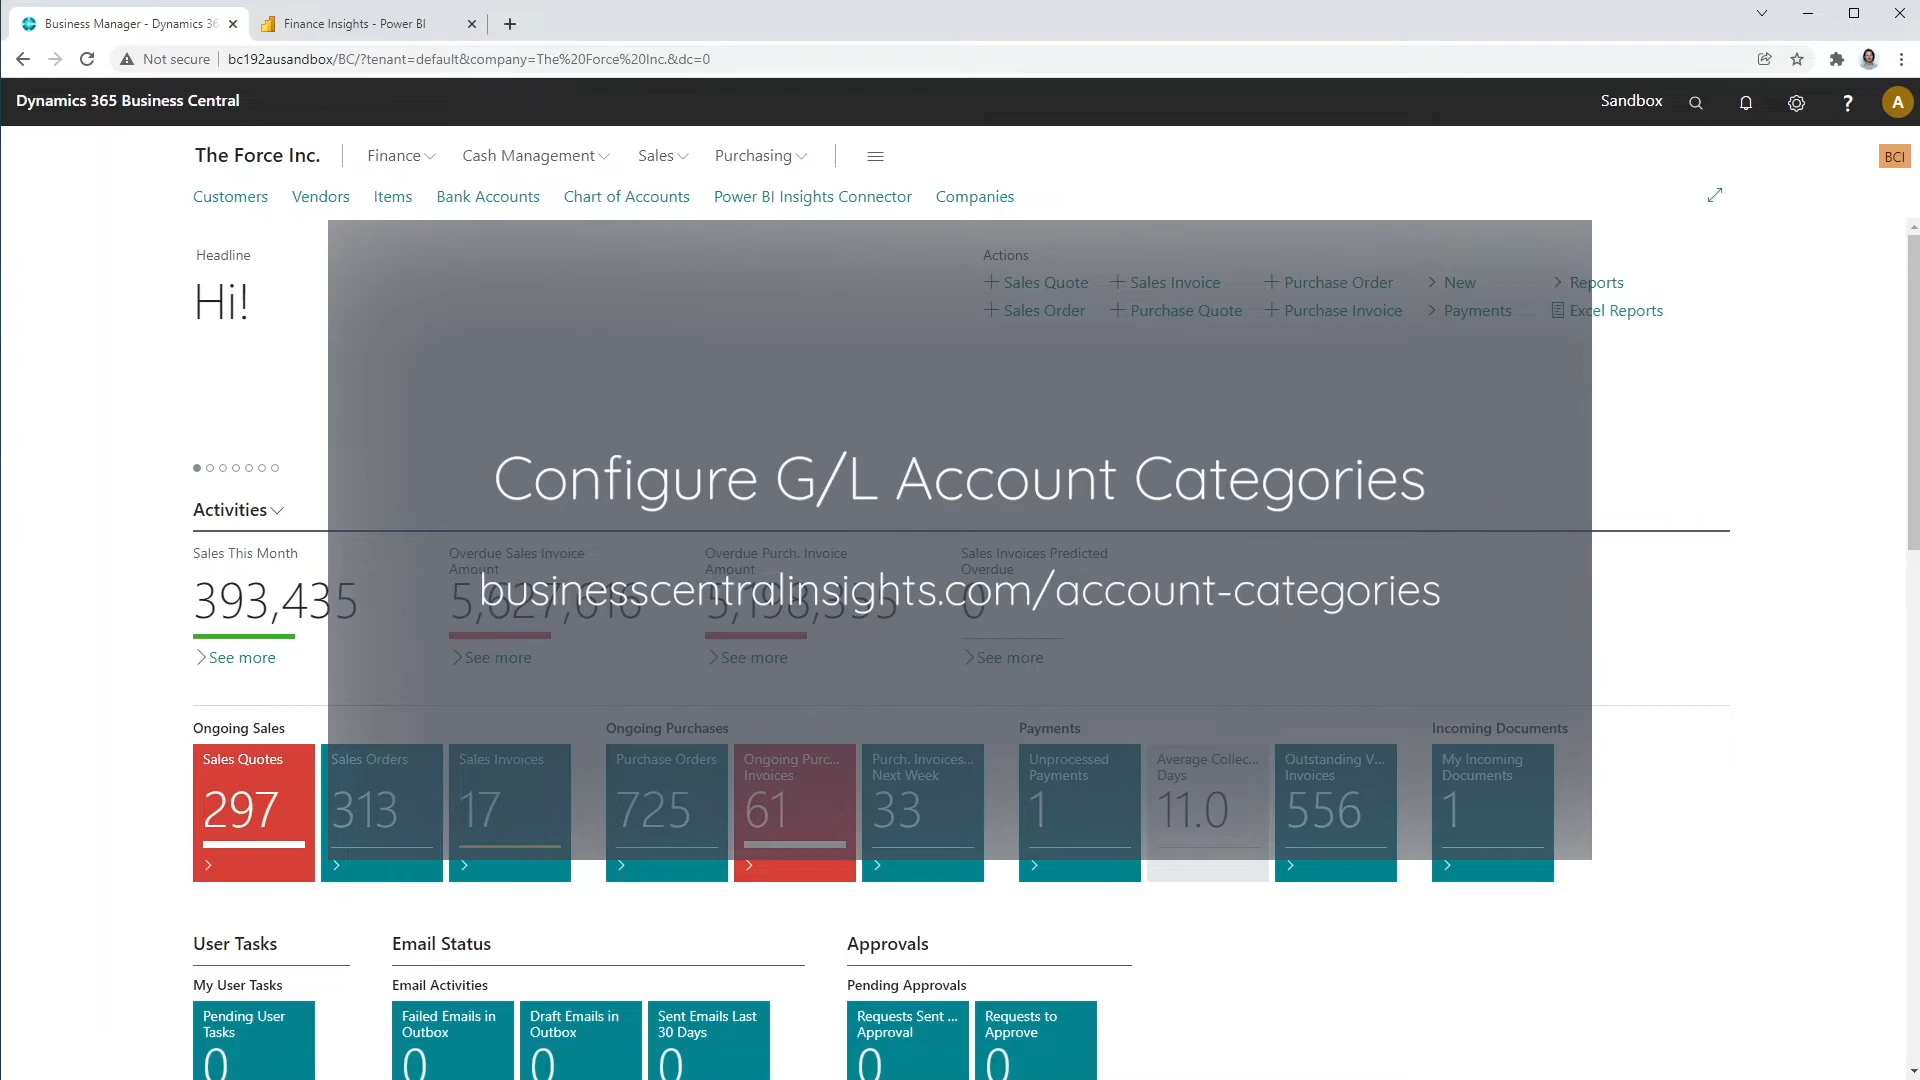 Business Manager - Dynamics 36
Finance Insights - Power BI
Not secure
bc192ausandbox/BC/?tenant=default&company=The%20Force%20Inc.&dc=0
Dynamics 365 Business Central
Sandbox
?
A
The Force Inc.
Finance
Cash Management
Sales
Purchasing
BCI
Customers
Vendors
Items
Bank Accounts
Chart of Accounts
Power BI Insights Connector
Companies
Headline
Hi!
Actions
Sales Quote
Sales Invoice
Purchase Order
New
Reports
Sales Order
Purchase Quote
Purchase Invoice
Payments
Excel Reports
Configure G/L Account Categories
businesscentralinsights.com/account-categories
Activities
Sales This Month
393,435
See more
Overdue Sales Invoice
Amount
See more
Overdue Purch. Invoice
Amount
See more
Sales Invoices Predicted
Overdue
0
See more
Ongoing Sales
Sales Quotes
297
Sales Orders
313
Sales Invoices
17
Ongoing Purchases
Purchase Orders
725
Ongoing Purc...
Invoices
61
Purch. Invoices...
Next Week
33
Payments
Unprocessed
Payments
1
Average Collec...
Days
11.0
Outstanding V...
Invoices
556
Incoming Documents
My Incoming
Documents
1
User Tasks
My User Tasks
Pending User
Tasks
0
Email Status
Email Activities
Failed Emails in
Outbox
0
Draft Emails in
Outbox
0
Sent Emails Last
30 Days
0
Approvals
Pending Approvals
Requests Sent ...
Approval
0
Requests to
Approve
0